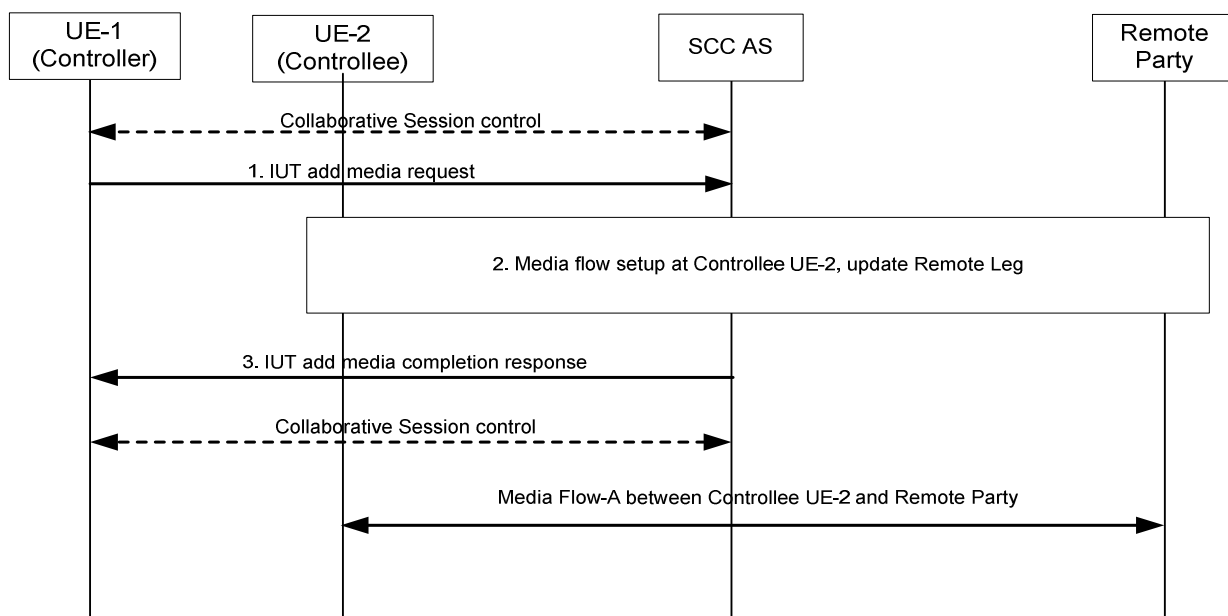 UE-1
(Controller)
UE-2
(Controllee)
SCC AS
Remote
Party
Collaborative Session control
1. IUT add media request
2. Media flow setup at Controllee UE-2, update Remote Leg
3. IUT add media completion response
Collaborative Session control
Media Flow-A between Controllee UE-2 and Remote Party